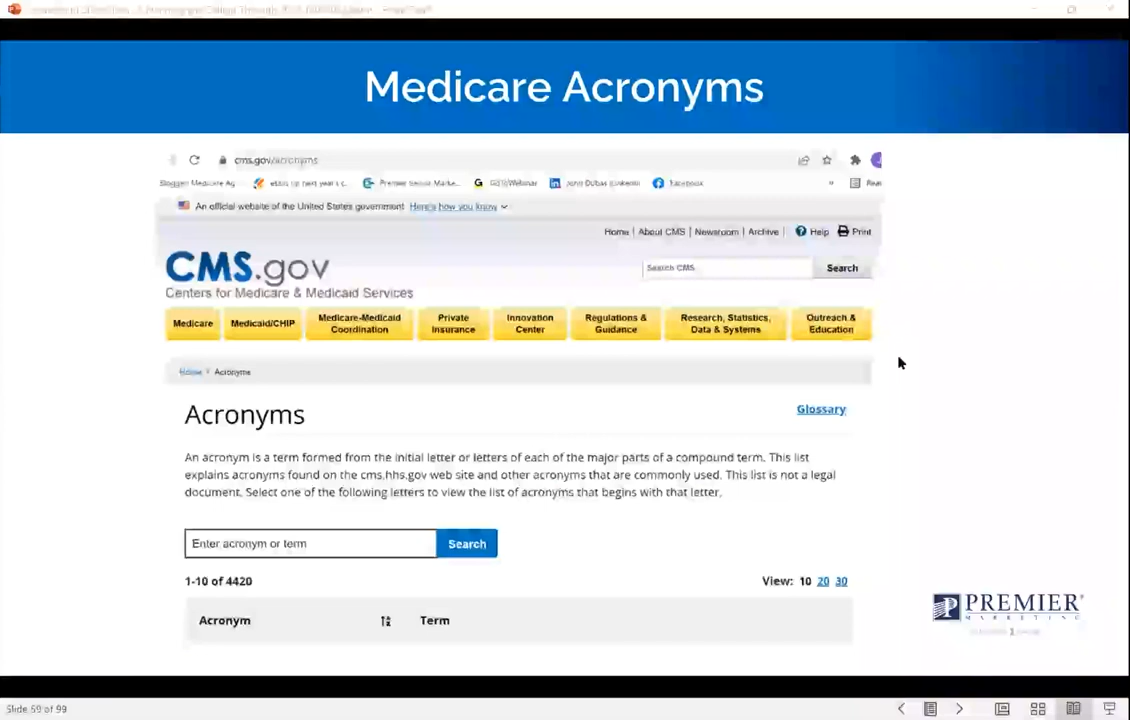 Medicare Acronyms
cms.gov/acronyms
GoToWebinar
John Dubas (LinkedIn)
Facebook
»
An official website of the United States government Here's how you know
Home | About CMS | Newsroom | Archive | Help Print
CMS.gov
Search CMS
Search
Centers for Medicare & Medicaid Services
Medicare
Medicaid/CHIP
Medicare-Medicaid
Coordination
Private
Insurance
Innovation
Center
Regulations &
Guidance
Research, Statistics,
Data & Systems
Outreach &
Education
Home › Acronyms
Acronyms
Glossary
An acronym is a term formed from the initial letter or letters of each of the major parts of a compound term. This list
explains acronyms found on the cms.hhs.gov web site and other acronyms that are commonly used. This list is not a legal
document. Select one of the following letters to view the list of acronyms that begins with that letter.
Enter acronym or term
Search
1-10 of 4420
View: 10 20 30
Acronym
Term
PREMIER
MARKETING
Slide 59 of 99